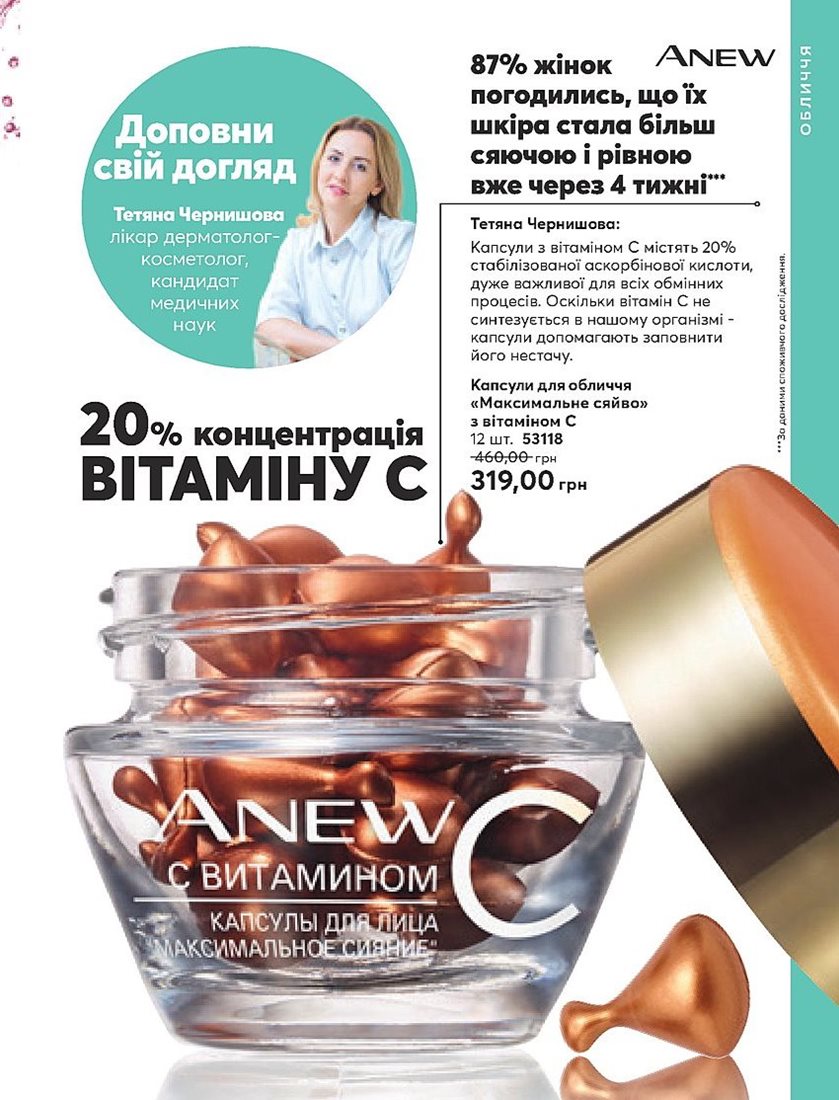 Доповни
свій догляд
Тетяна Чернишова
лікар дерматолог-
косметолог,
кандидат
медичних
наук
ANEW
87% жінок
погодились, що їх
шкіра стала більш
сяючою і рівною
вже через 4 тижні***
Тетяна Чернишова:
Капсули з вітаміном С містять 20%
стабілізованої аскорбінової кислоти,
дуже важливої для всіх обмінних
процесів. Оскільки вітамін С не
синтезується в нашому організмі -
капсули допомагають заповнити
його нестачу.
Капсули для обличчя
«Максимальне сяйво»
з вітаміном С
12 шт. 53118
460,00 грн
319,00 грн
20% концентрація
ВІТАМІНУ С
ОБЛИЧЧЯ
***За даними споживчого дослідження.
ANEW C
С ВИТАМИНОМ
КАПСУЛЫ ДЛЯ ЛИЦА
"МАКСИМАЛЬНОЕ СИЯНИЕ"